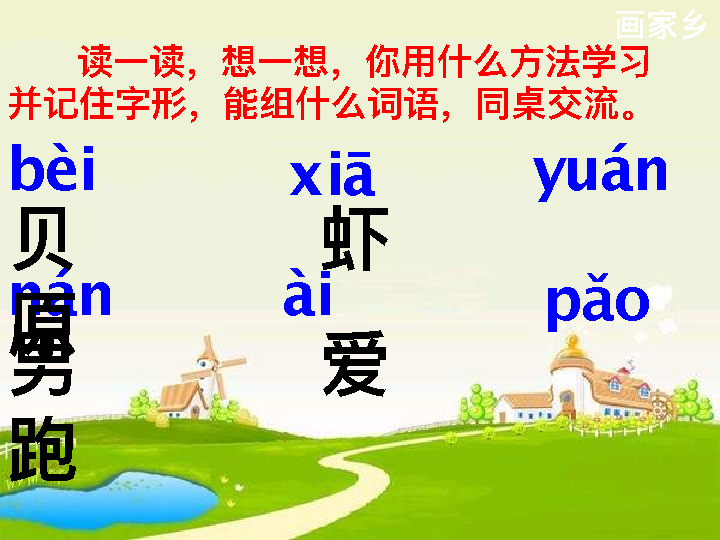 画家乡
读一读，想一想，你用什么方法学习
并记住字形，能组什么词语，同桌交流。
bèi xiā yuán
贝 虾
nán ài pǎo
原
男 爱
跑